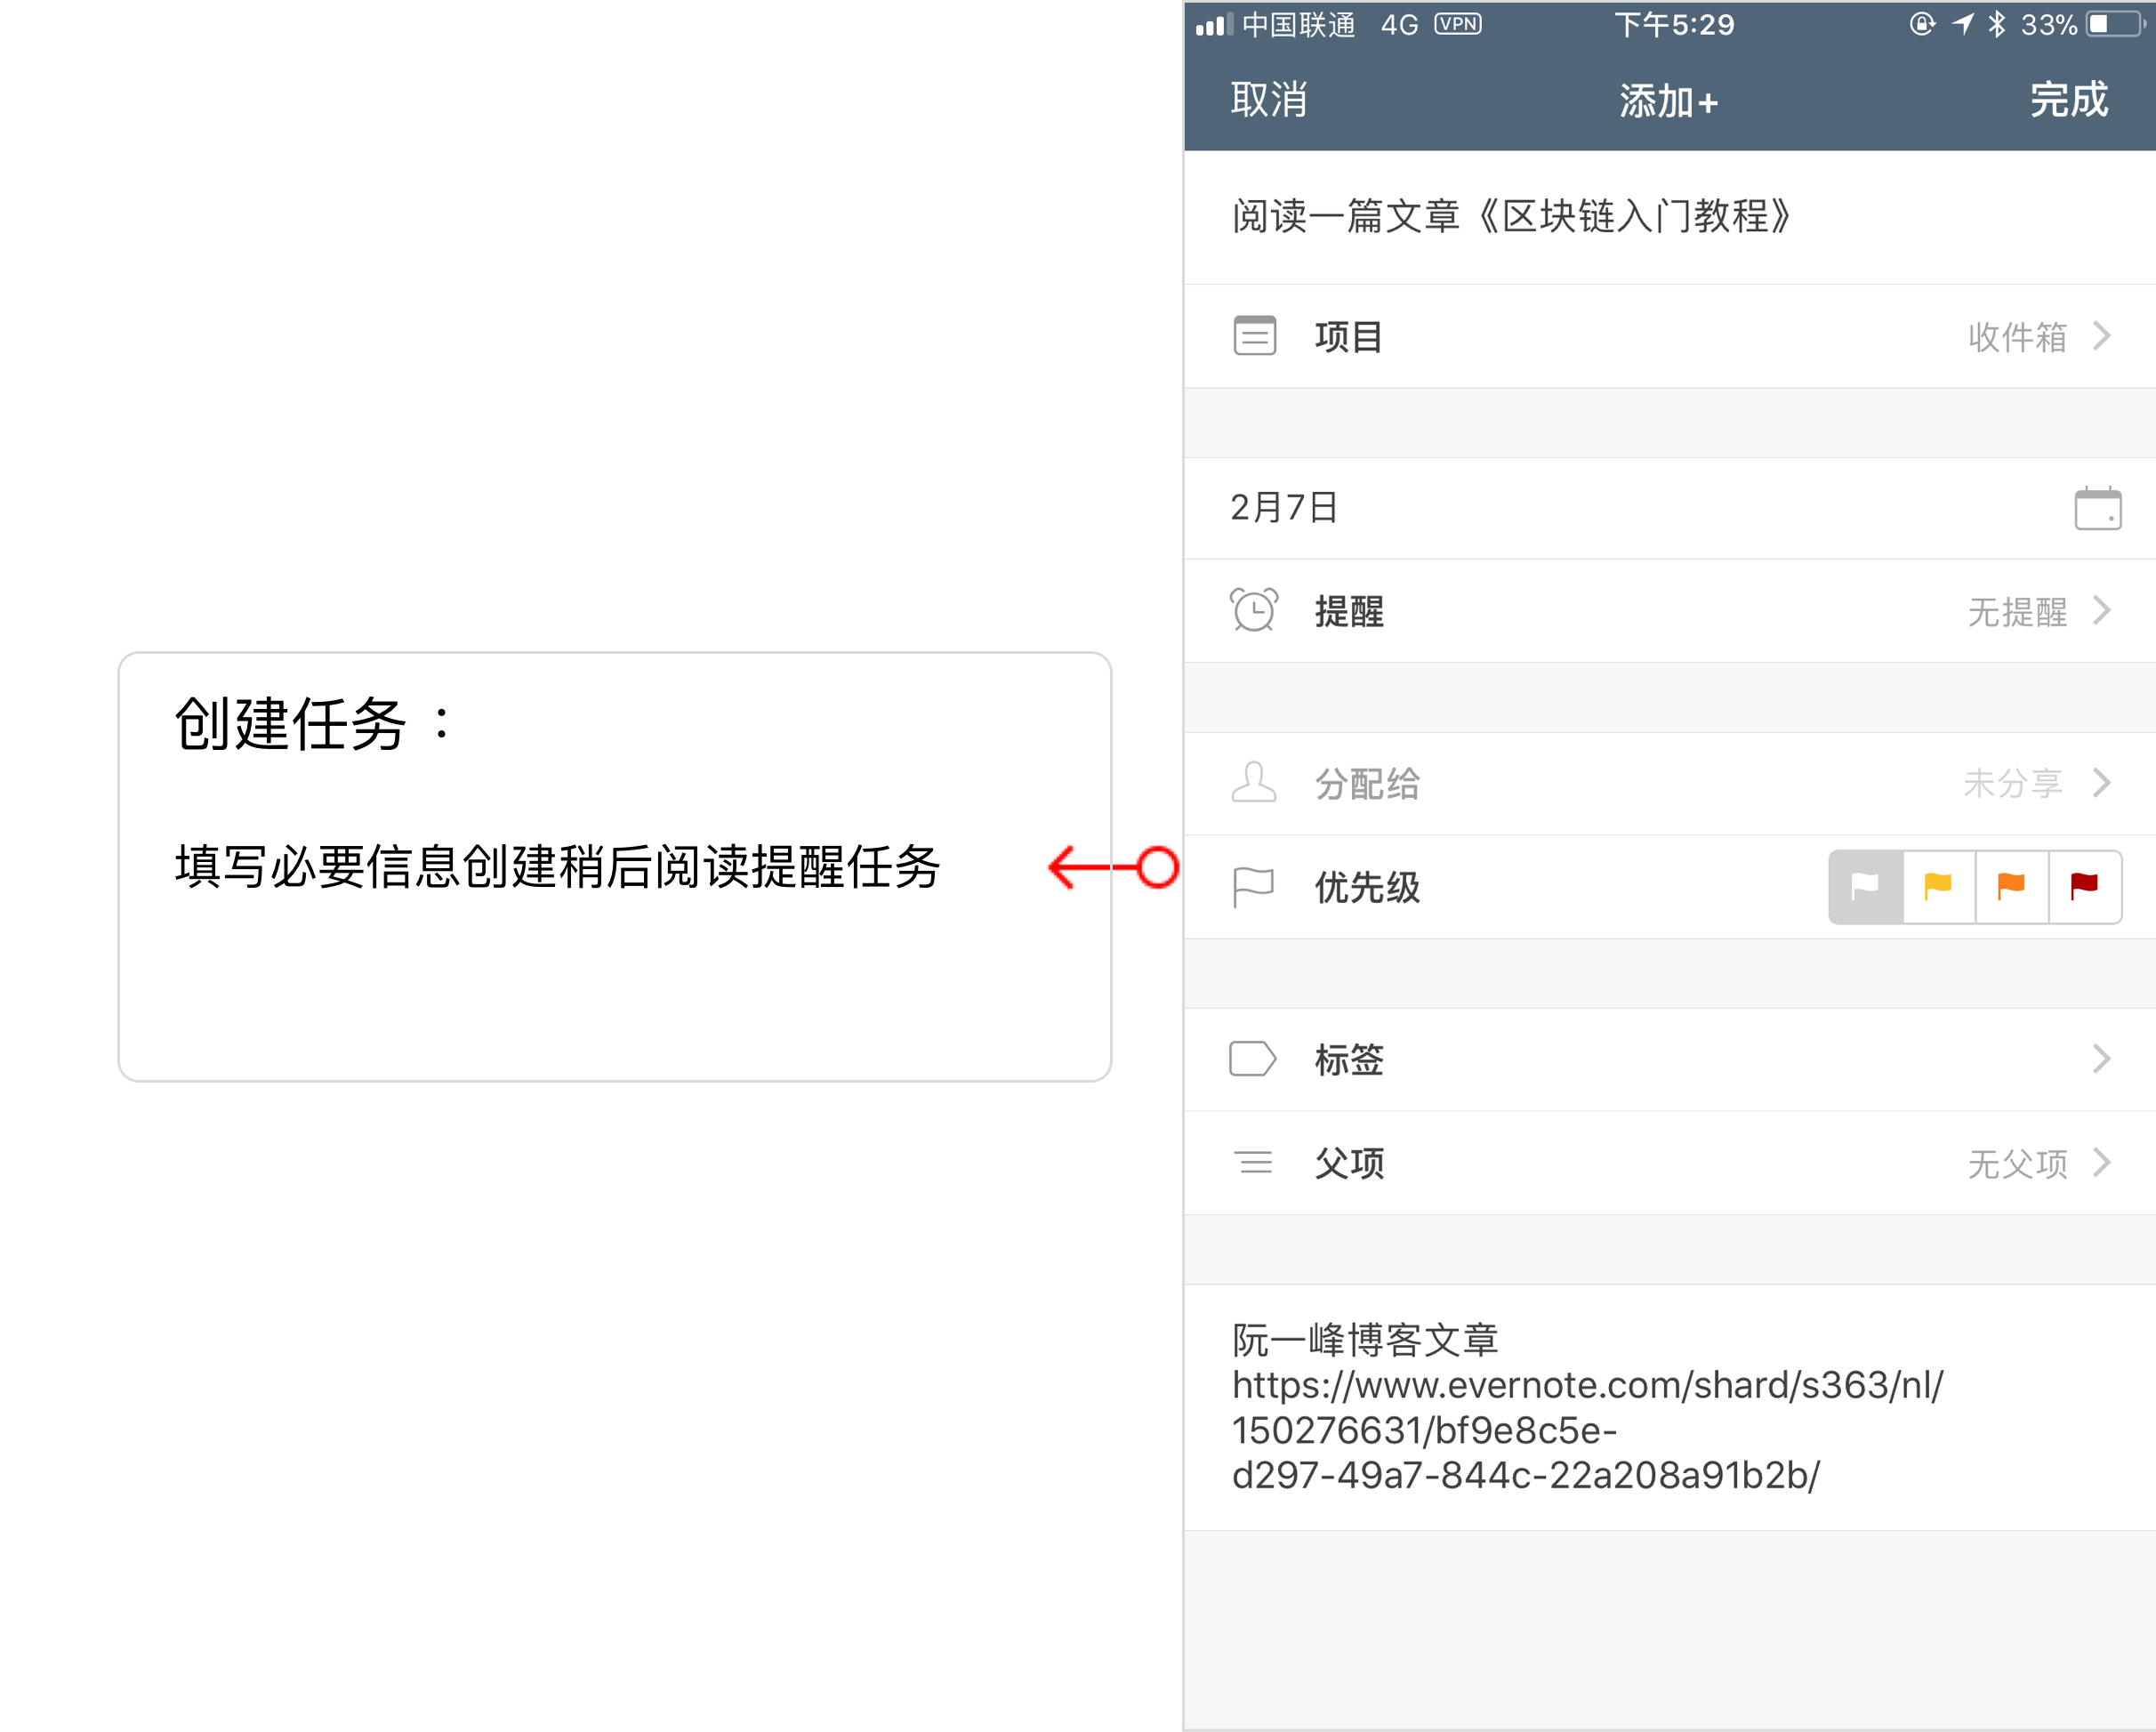 创建任务：
填写必要信息创建稍后阅读提醒任务
中国联通 4G VPN 下午5:29 33%
取消 添加+ 完成
阅读一篇文章《区块链入门教程》
项目 收件箱
2月7日
提醒 无提醒
分配给 未分享
优先级
标签
父项 无父项
阮一峰博客文章
https://www.evernote.com/shard/s363/nl/
150276631/bf9e8c5e-
d297-49a7-844c-22a208a91b2b/